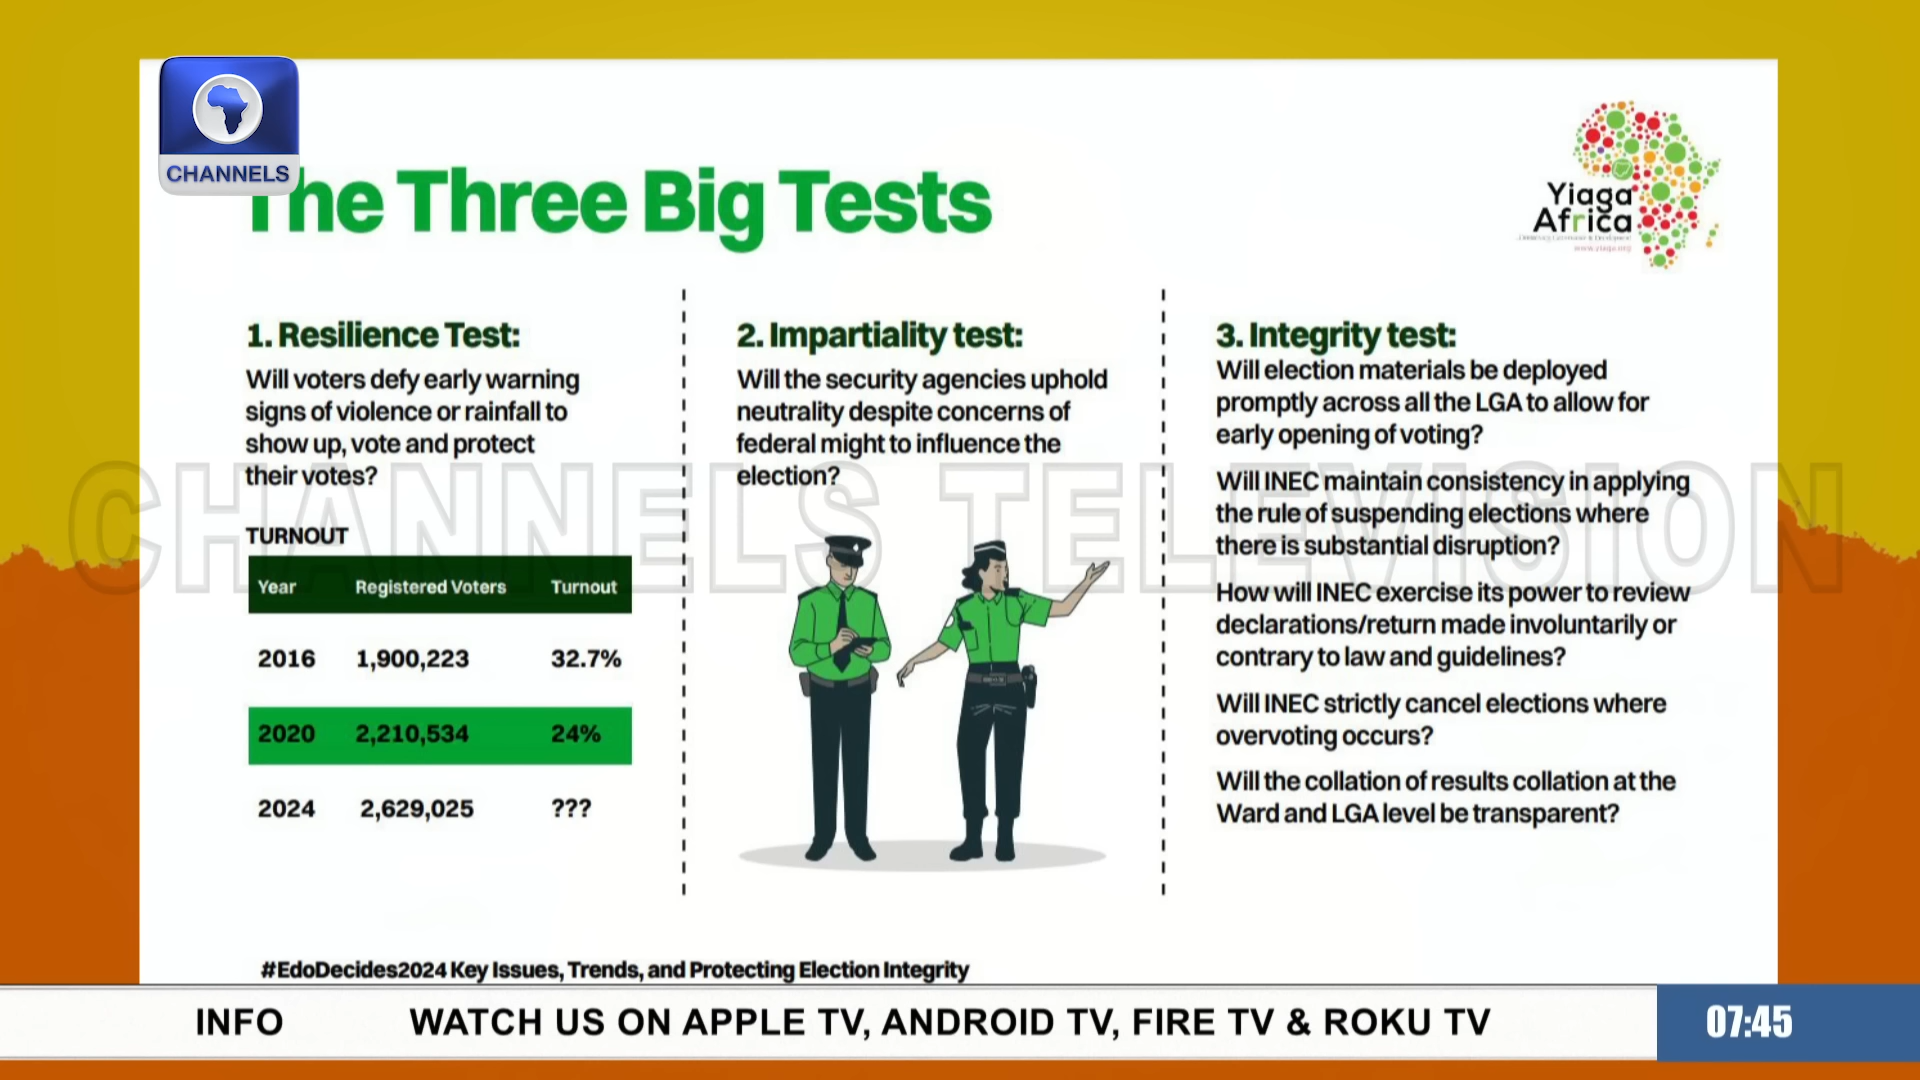 CHANNELS
The Three Big Tests
Yiaga
Africa
www.yiaga.org
1. Resilience Test:
Will voters defy early warning
signs of violence or rainfall to
show up, vote and protect
their votes?
TURNOUT
Year Registered Voters Turnout
2016 1,900,223 32.7%
2020 2,210,534 24%
2024 2,629,025 ???
2. Impartiality test:
Will the security agencies uphold
neutrality despite concerns of
federal might to influence the
election?
3. Integrity test:
Will election materials be deployed
promptly across all the LGA to allow for
early opening of voting?
Will INEC maintain consistency in applying
the rule of suspending elections where
there is substantial disruption?
How will INEC exercise its power to review
declarations/return made involuntarily or
contrary to law and guidelines?
Will INEC strictly cancel elections where
overvoting occurs?
Will the collation of results collation at the
Ward and LGA level be transparent?
CHANNELS TELEVISION
#EdoDecides2024 Key Issues, Trends, and Protecting Election Integrity
INFO WATCH US ON APPLE TV, ANDROID TV, FIRE TV & ROKU TV 07:45